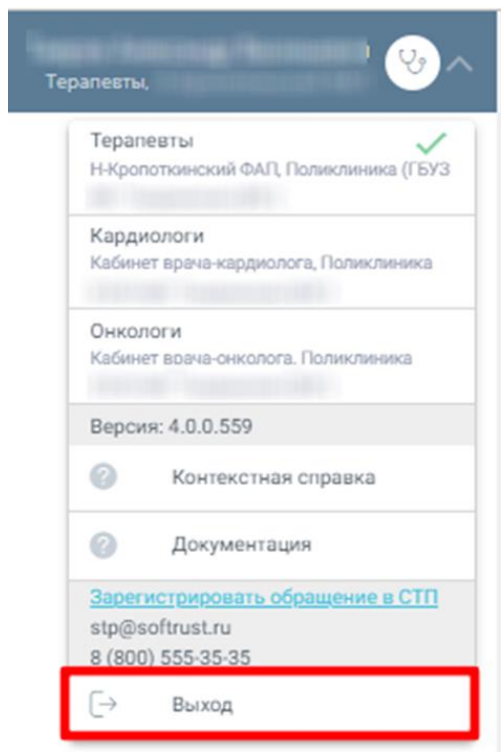 Терапевты,
Терапевты
Н-Кропоткинский ФАП, Поликлиника (ГБУЗ
Кардиологи
Кабинет врача-кардиолога, Поликлиника
Онкологи
Кабинет врача-онколога. Поликлиника
Версия: 4.0.0.559
Контекстная справка
Документация
Зарегистрировать обращение в СТП
stp@softrust.ru
8 (800) 555-35-35
Выход